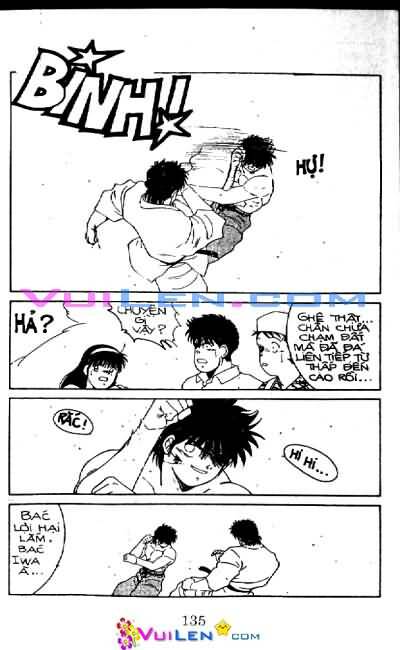 BINH!
HỰ!
VUILEN.COM
HẢ?
CHUYỆN
GÌ
VẬY?
GHÊ THẬT...
CHÂN CHƯA
CHẠM ĐẤT
MÀ ĐÃ ĐÁ
LIÊN TIẾP TỪ
THẤP ĐẾN
CAO RỒI...
RẮC!
HÍ HI...
BÁC
LỢI HẠI
LẮM.
BÁC
IWA
Ạ...
135
VUILEN.COM